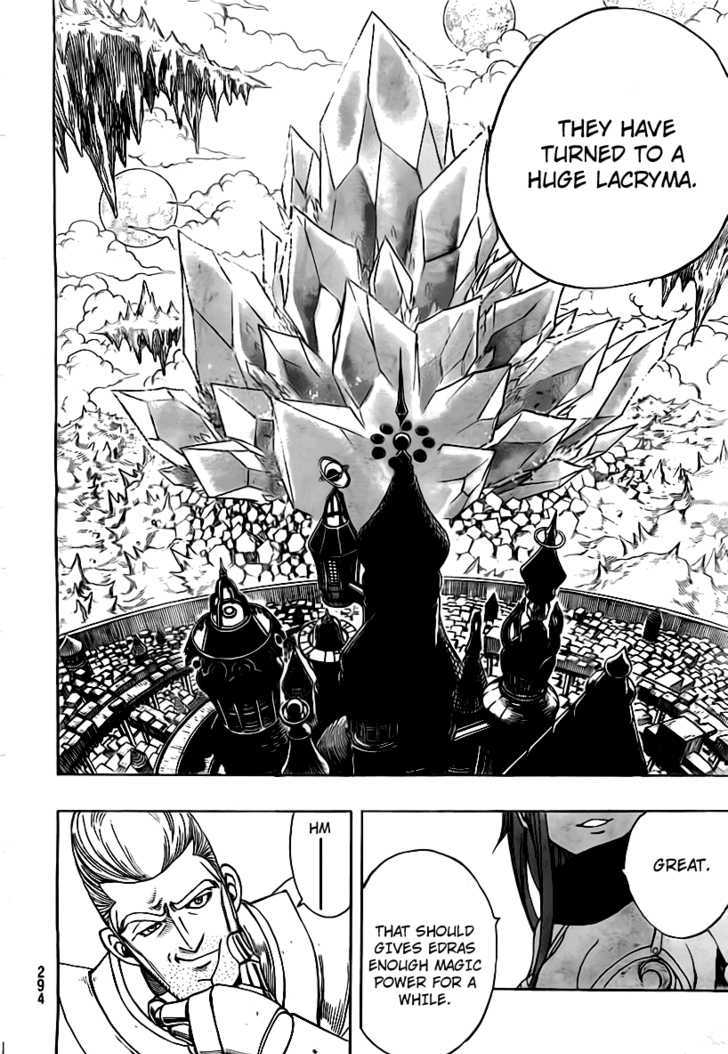 THEY HAVE
TURNED TO A
HUGE LACRYMA.
GREAT.
THAT SHOULD
GIVES EDRAS
ENOUGH MAGIC
POWER FOR A
WHILE.
HM
294